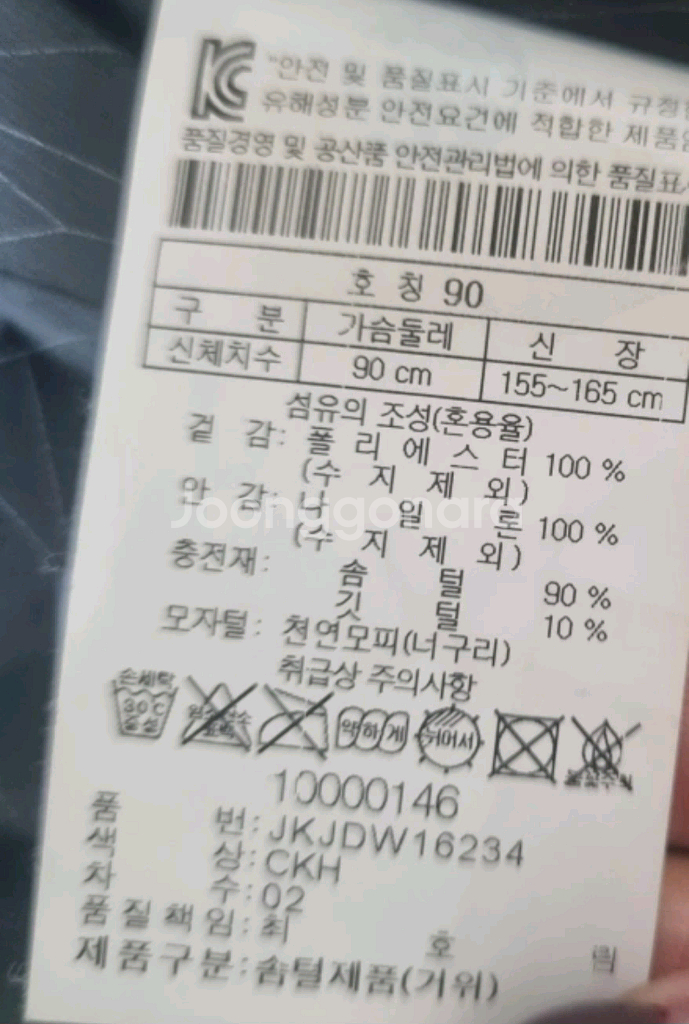 KC "안전 및 품질표시 기준에서 규정한
유해성분 안전요건에 적합한 제품임
품질경영 및 공산품 안전관리법에 의한 품질표시
호 칭 90
구 분 가슴둘레 신 장
신체치수 90 cm 155~165 cm
섬유의 조성(혼용율)
겉 감: 폴 리 에 스 터 100 %
(수 지 제 외)
안 감: 나 일 론 100 %
(수 지 제 외)
충전재: 솜 털 90 %
깃 털 10 %
모자털: 천연모피(너구리)
취급상 주의사항
손세탁 30℃ 중성 약하게 뉘어서
10000146
품 번: JKJDW16234
색 상: CKH
차 수: 02
품 질 책 임: 최 호 림
제품구분: 솜털제품(거위)
Joonggonara